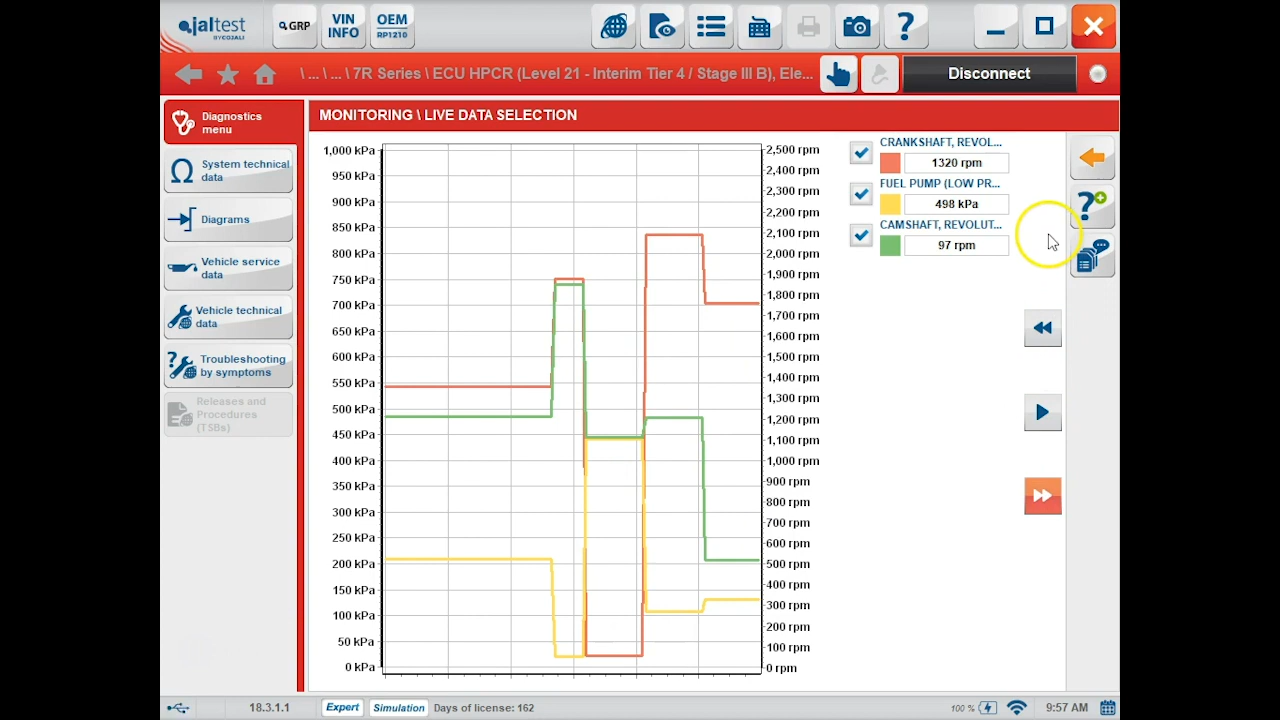 jaltest
BY COJALI
GRP
VIN
INFO
OEM
RP1210
?
\ ... \ ... \ 7R Series \ ECU HPCR (Level 21 - Interim Tier 4 / Stage III B), Ele...
Disconnect
Diagnostics
menu
System technical
data
Diagrams
Vehicle service
data
Vehicle technical
data
Troubleshooting
by symptoms
Releases and
Procedures
(TSBs)
MONITORING \ LIVE DATA SELECTION
1,000 kPa
950 kPa
900 kPa
850 kPa
800 kPa
750 kPa
700 kPa
650 kPa
600 kPa
550 kPa
500 kPa
450 kPa
400 kPa
350 kPa
300 kPa
250 kPa
200 kPa
150 kPa
100 kPa
50 kPa
0 kPa
2,500 rpm
2,400 rpm
2,300 rpm
2,200 rpm
2,100 rpm
2,000 rpm
1,900 rpm
1,800 rpm
1,700 rpm
1,600 rpm
1,500 rpm
1,400 rpm
1,300 rpm
1,200 rpm
1,100 rpm
1,000 rpm
900 rpm
800 rpm
700 rpm
600 rpm
500 rpm
400 rpm
300 rpm
200 rpm
100 rpm
0 rpm
CRANKSHAFT, REVOL...
1320 rpm
FUEL PUMP (LOW PR...
498 kPa
CAMSHAFT, REVOLUT...
97 rpm
?
18.3.1.1
Expert
Simulation
Days of license: 162
100 %
9:57 AM